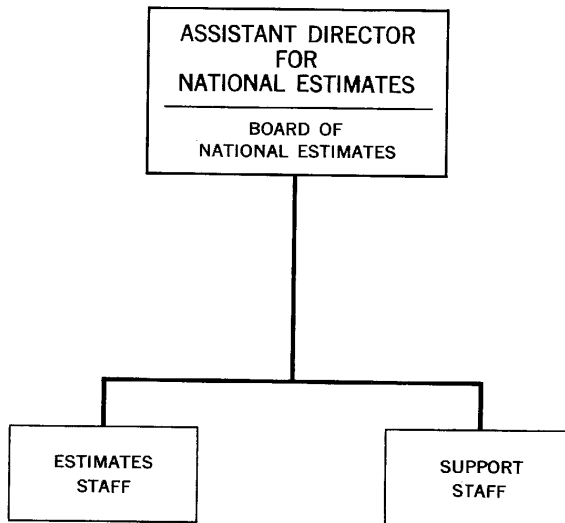 ASSISTANT DIRECTOR
FOR
NATIONAL ESTIMATES
BOARD OF
NATIONAL ESTIMATES
ESTIMATES
STAFF
SUPPORT
STAFF